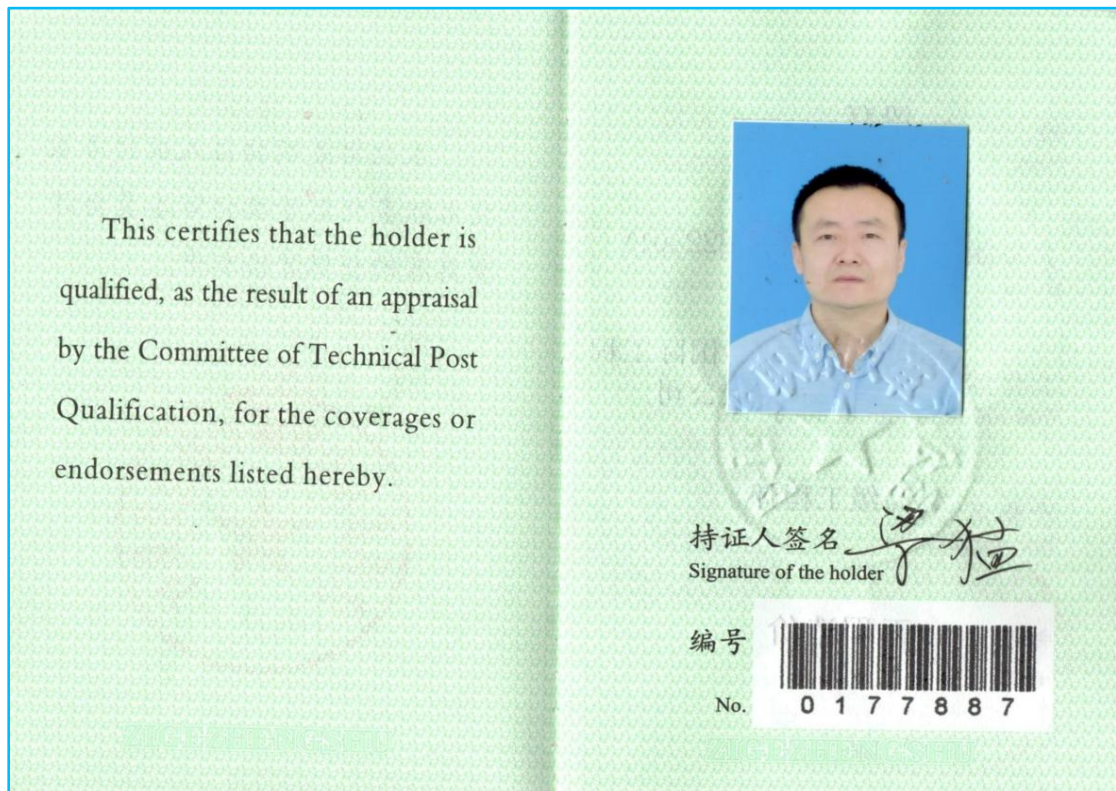 This certifies that the holder is
qualified, as the result of an appraisal
by the Committee of Technical Post
Qualification, for the coverages or
endorsements listed hereby.
ZIGEZHENGSHU
持证人签名
Signature of the holder
编号
No.
0177887
ZIGEZHENGSHU